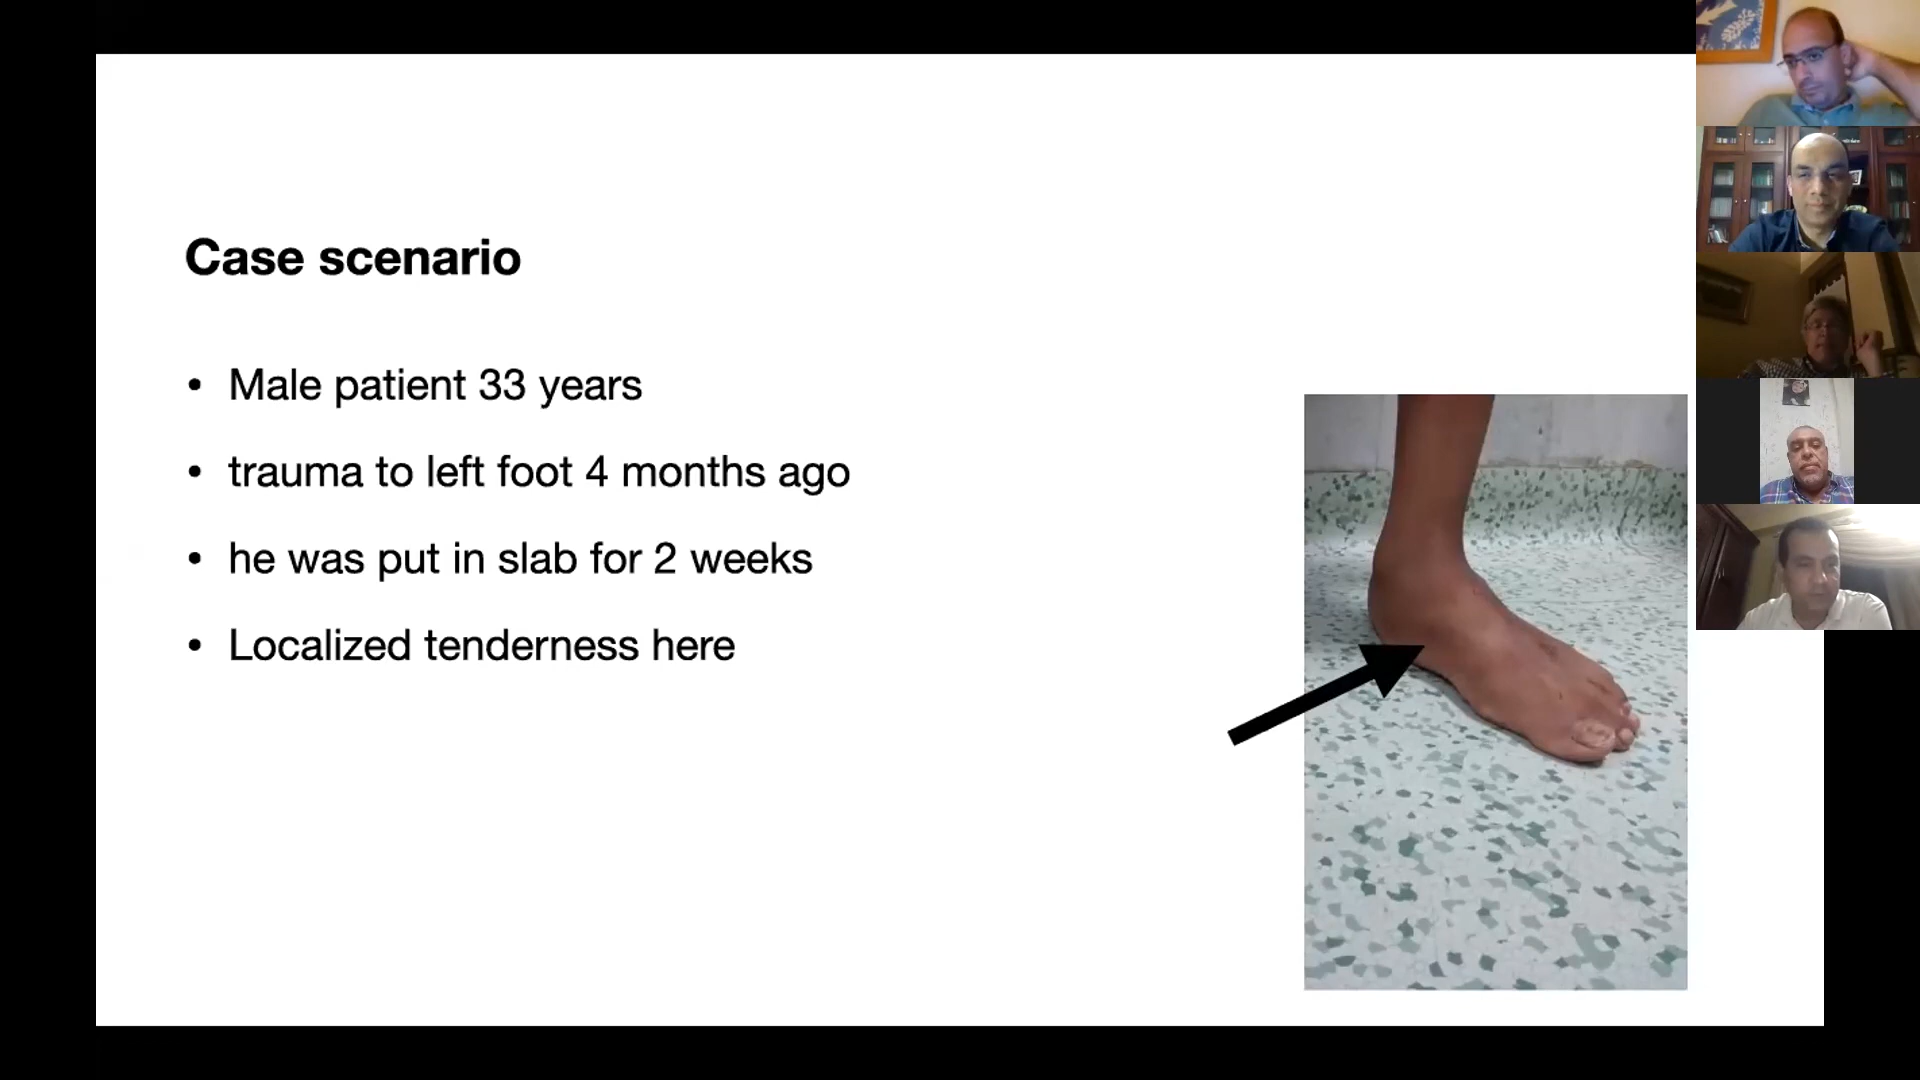 Case scenario
• Male patient 33 years
• trauma to left foot 4 months ago
• he was put in slab for 2 weeks
• Localized tenderness here